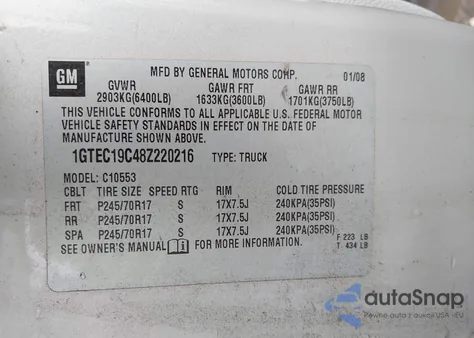 GM MFD BY GENERAL MOTORS CORP. 01/08
GVWR GAWR FRT GAWR RR
2903KG(6400LB) 1633KG(3600LB) 1701KG(3750LB)
THIS VEHICLE CONFORMS TO ALL APPLICABLE U.S. FEDERAL MOTOR
VEHICLE SAFETY STANDARDS IN EFFECT ON THE DATE OF
MANUFACTURE SHOWN ABOVE.
1GTEC19C48Z220216 TYPE: TRUCK
MODEL: C10553
CBLT TIRE SIZE SPEED RTG RIM COLD TIRE PRESSURE
FRT P245/70R17 S 17X7.5J 240KPA(35PSI)
RR P245/70R17 S 17X7.5J 240KPA(35PSI)
SPA P245/70R17 S 17X7.5J 240KPA(35PSI)
SEE OWNER'S MANUAL FOR MORE INFORMATION.
F 223 LB
T 434 LB
autoSnap
USA - EU